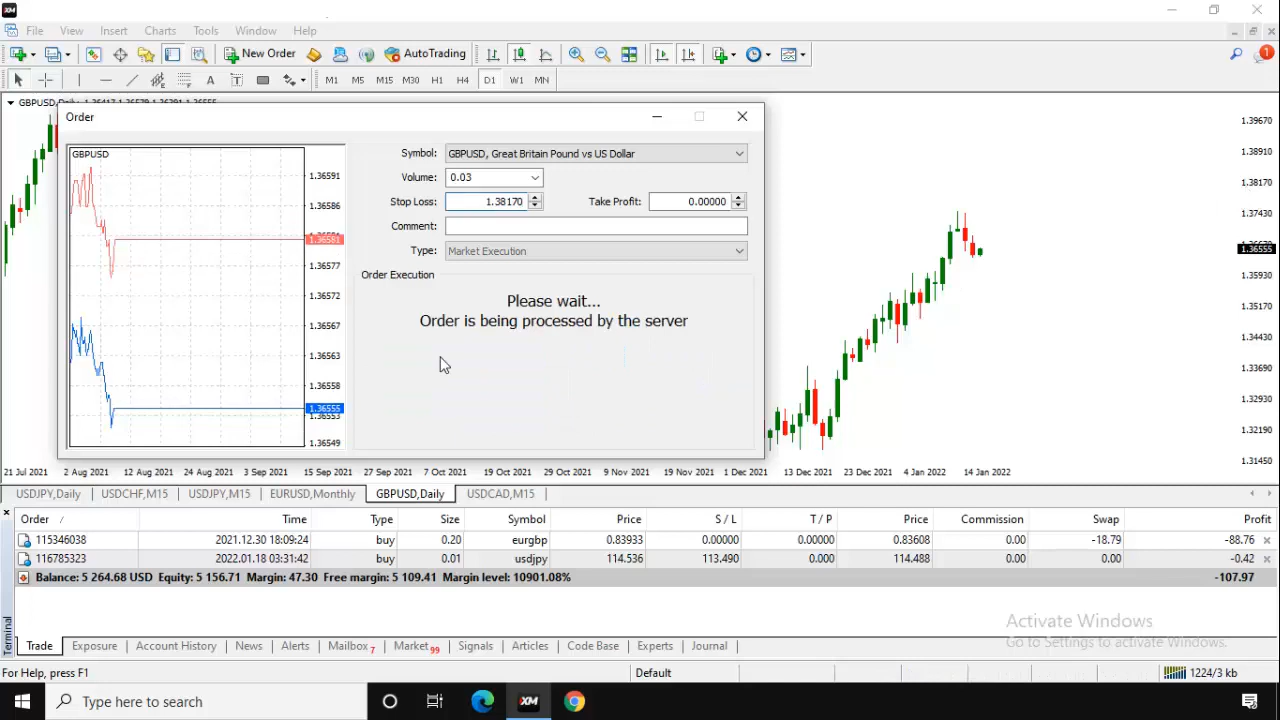 XM
File View Insert Charts Tools Window Help
New Order AutoTrading 1
A T M1 M5 M15 M30 H1 H4 D1 W1 MN
Order
GBPUSD
1.36591
1.36586
1.36581
1.36577
1.36572
1.36567
1.36563
1.36558
1.36555
1.36553
1.36549
Symbol: GBPUSD, Great Britain Pound vs US Dollar
Volume: 0.03
Stop Loss: 1.38170 Take Profit: 0.00000
Comment:
Type: Market Execution
Order Execution
Please wait...
Order is being processed by the server
1.39670
1.38910
1.38170
1.37430
1.36555
1.35930
1.35170
1.34430
1.33690
1.32930
1.32190
1.31450
21 Jul 2021 2 Aug 2021 12 Aug 2021 24 Aug 2021 3 Sep 2021 15 Sep 2021 27 Sep 2021 7 Oct 2021 19 Oct 2021 29 Oct 2021 9 Nov 2021 19 Nov 2021 1 Dec 2021 13 Dec 2021 23 Dec 2021 4 Jan 2022 14 Jan 2022
USDJPY,Daily USDCHF,M15 USDJPY,M15 EURUSD,Monthly GBPUSD,Daily USDCAD,M15
Order / Time Type Size Symbol Price S / L T / P Price Commission Swap Profit
115346038 2021.12.30 18:09:24 buy 0.20 eurgbp 0.83933 0.00000 0.00000 0.83608 0.00 -18.79 -88.76
116785323 2022.01.18 03:31:42 buy 0.01 usdjpy 114.536 113.490 0.000 114.488 0.00 0.00 -0.42
Balance: 5 264.68 USD Equity: 5 156.71 Margin: 47.30 Free margin: 5 109.41 Margin level: 10901.08% -107.97
Activate Windows
Go to Settings to activate Windows.
Terminal
Trade Exposure Account History News Alerts Mailbox 7 Market 99 Signals Articles Code Base Experts Journal
For Help, press F1 Default 1224/3 kb
Type here to search XM